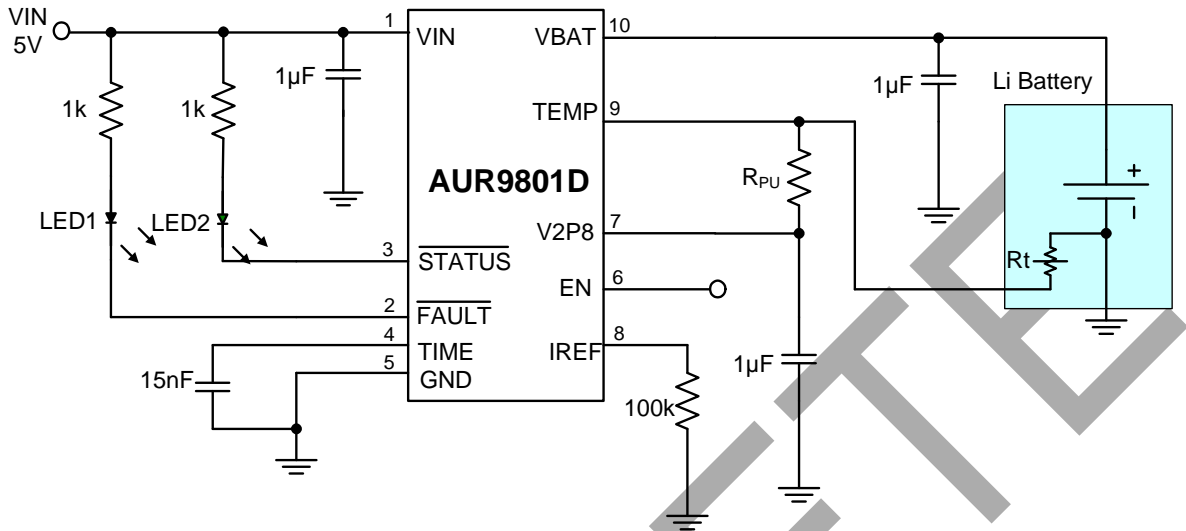 VIN
5V
1
VIN
VBAT
10
1k
1k
1µF
1µF
Li Battery
TEMP
9
AUR9801D
RPU
+
LED1
LED2
V2P8
7
3
STATUS
EN
6
Rt
2
FAULT
4
TIME
IREF
8
15nF
5
GND
1µF
100k